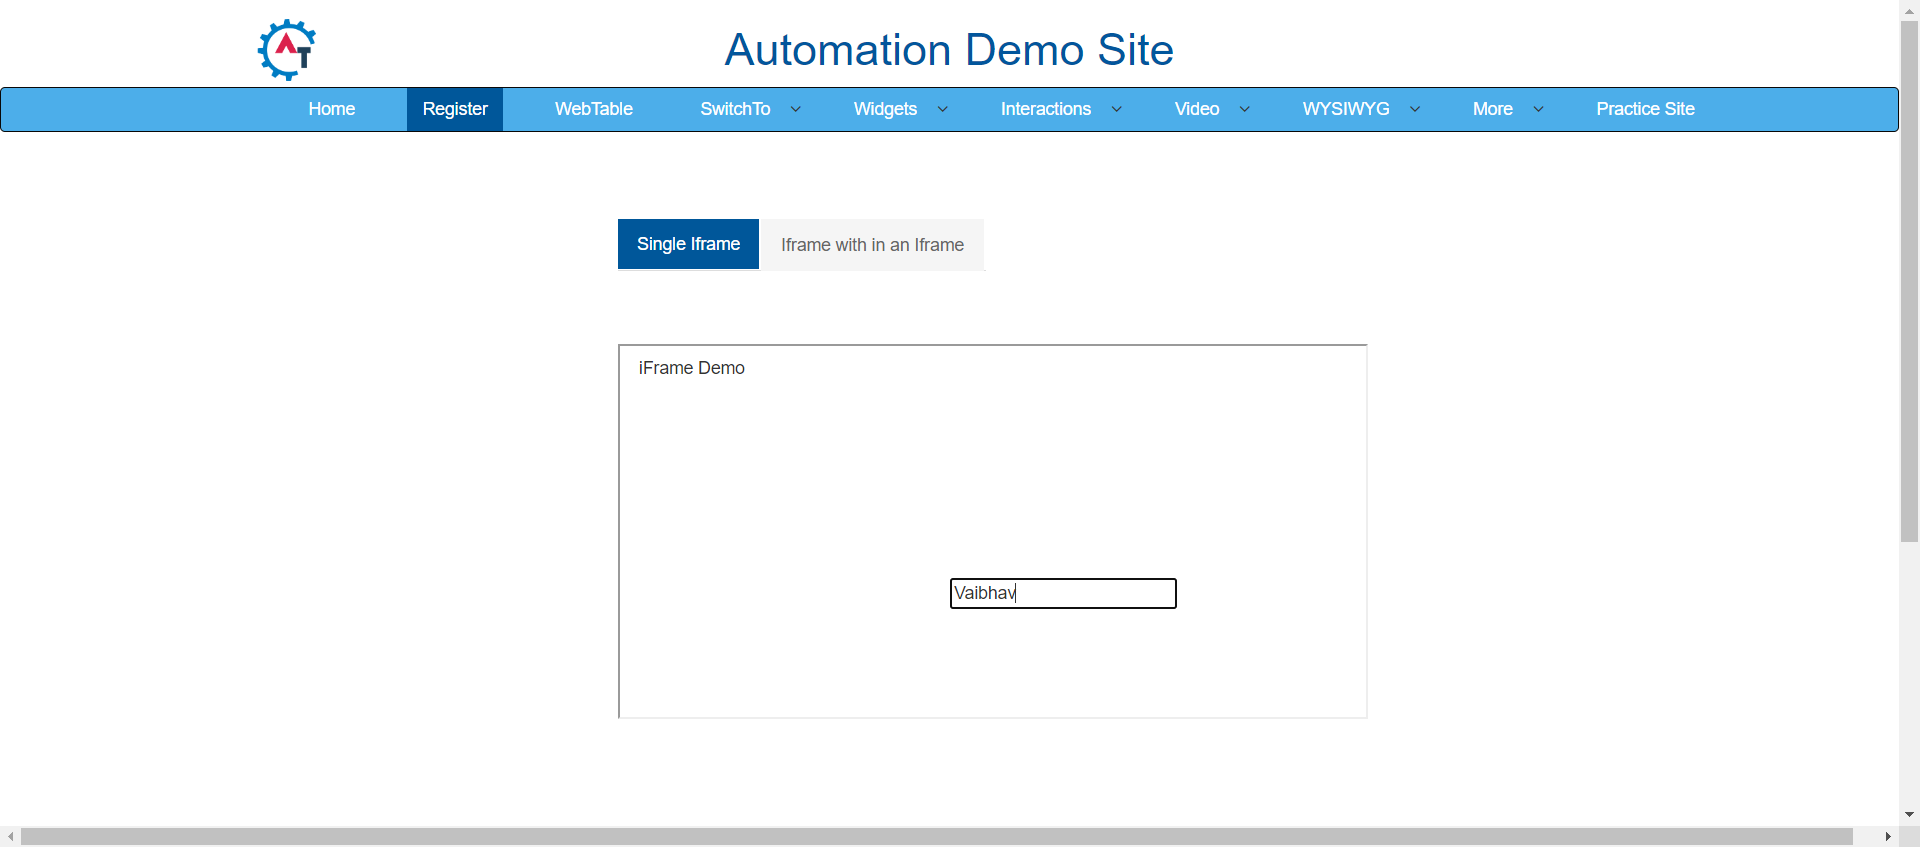 AT
Automation Demo Site
Home Register WebTable SwitchTo Widgets Interactions Video WYSIWYG More Practice Site
Single Iframe Iframe with in an Iframe
iFrame Demo
Vaibhav